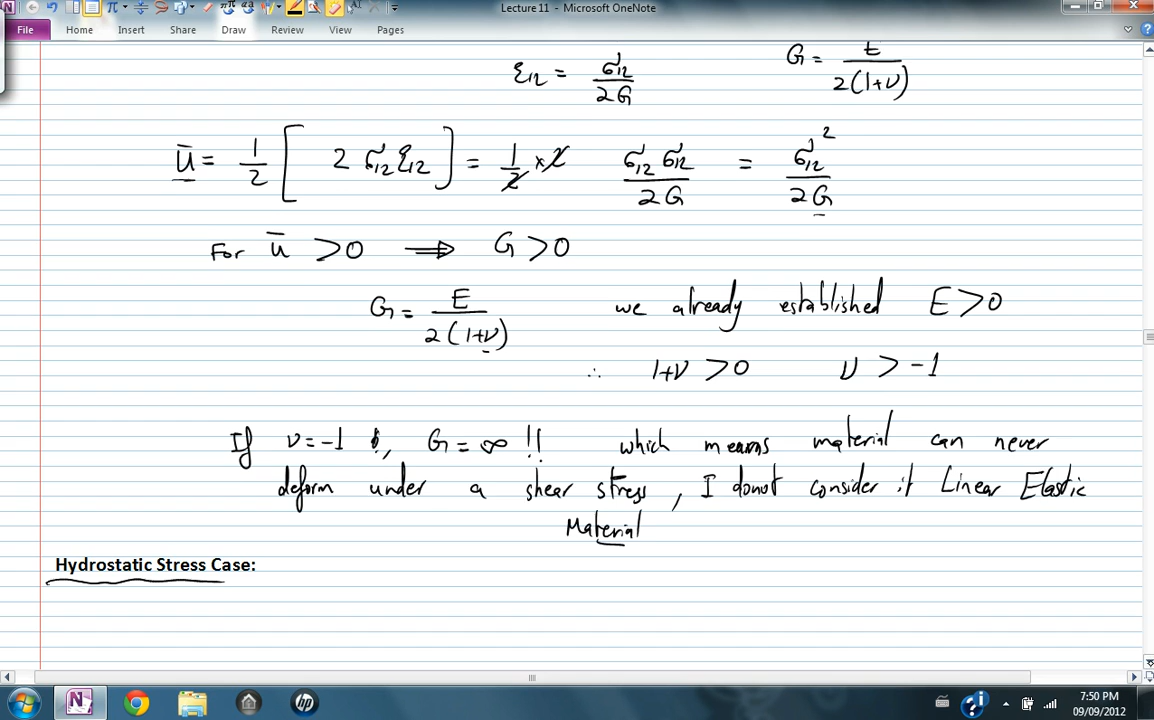 Lecture 11 - Microsoft OneNote
File Home Insert Share Draw Review View Pages
ε12 = σ12 / 2G G = E / 2(1+ν)
ū = 1/2 [ 2 σ12 ε12 ] = 1/2 × 2 σ12 σ12 / 2G = σ12² / 2G
For ū >0 ⟹ G >0
G = E / 2(1+ν) we already established E >0
∴ 1+ν >0 ν > -1
If ν = -1 , G = ∞ !! which means material can never
deform under a shear stress , I donot consider it Linear Elastic
Material
Hydrostatic Stress Case:
7:50 PM
09/09/2012